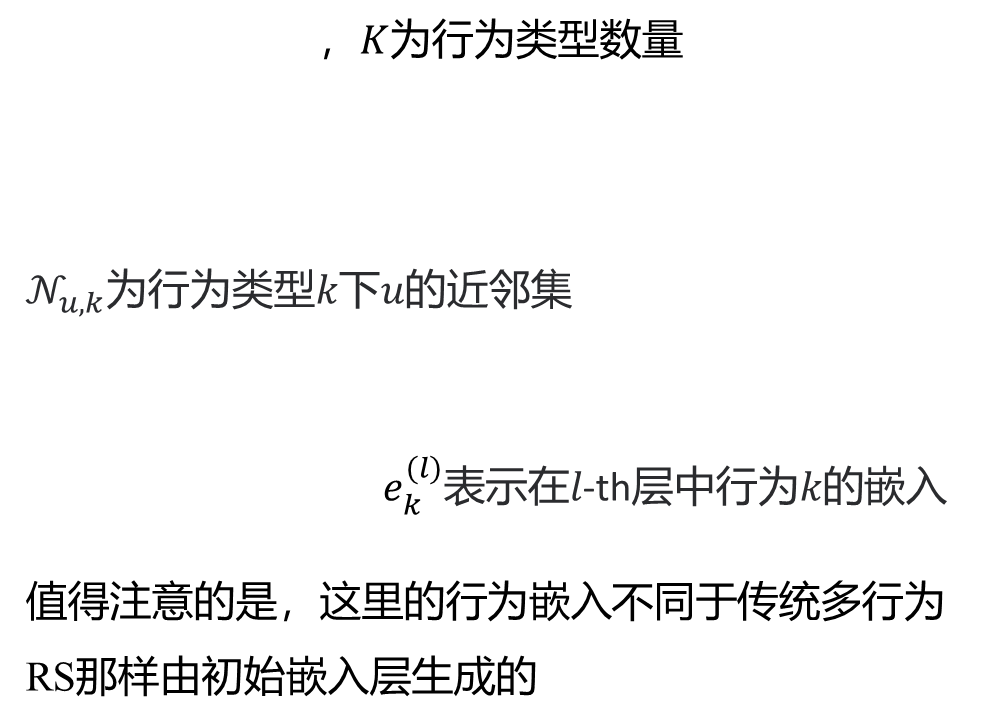 ，K为行为类型数量
𝒩u,k为行为类型k下u的近邻集
e_k^(l)表示在l-th层中行为k的嵌入
值得注意的是，这里的行为嵌入不同于传统多行为
RS那样由初始嵌入层生成的